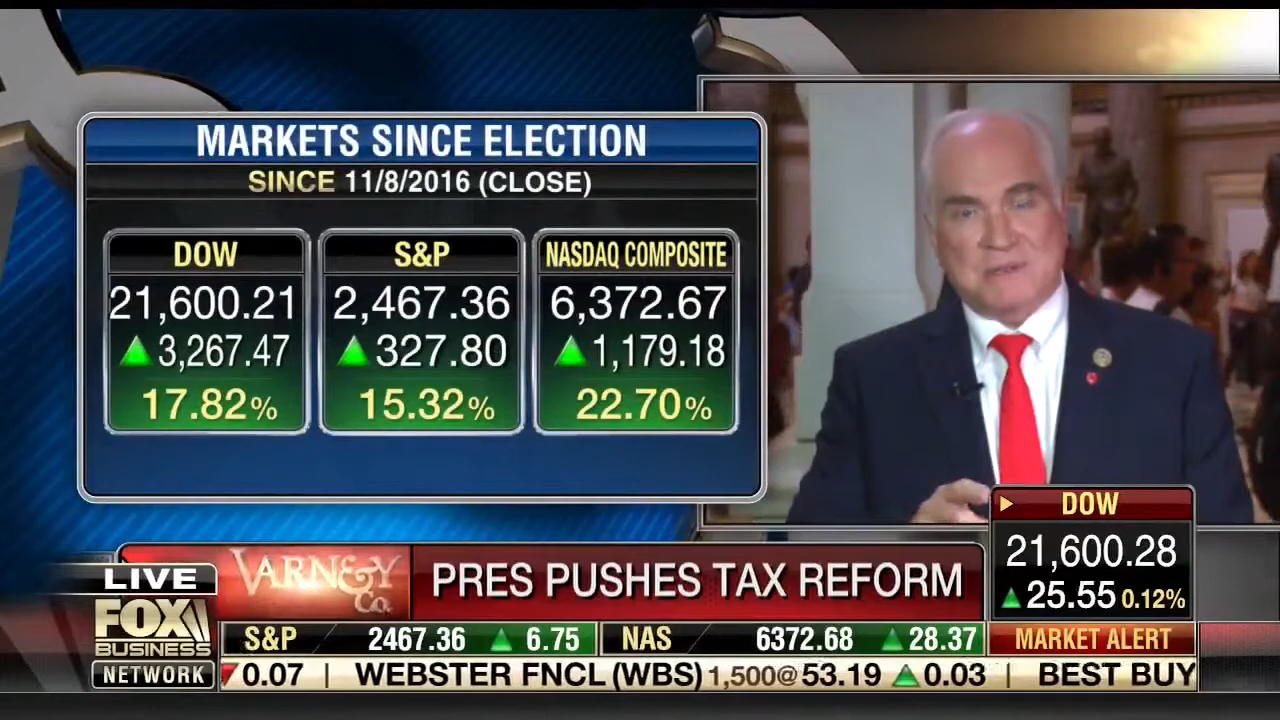 MARKETS SINCE ELECTION
SINCE 11/8/2016 (CLOSE)
DOW
21,600.21
3,267.47
17.82%
S&P
2,467.36
327.80
15.32%
NASDAQ COMPOSITE
6,372.67
1,179.18
22.70%
DOW
21,600.28
25.55 0.12%
MARKET ALERT
LIVE
FOX
BUSINESS
NETWORK
VARNEY
& Co.
PRES PUSHES TAX REFORM
S&P 2467.36 6.75 NAS 6372.68 28.37
0.07 | WEBSTER FNCL (WBS) 1,500@53.19 0.03 | BEST BUY